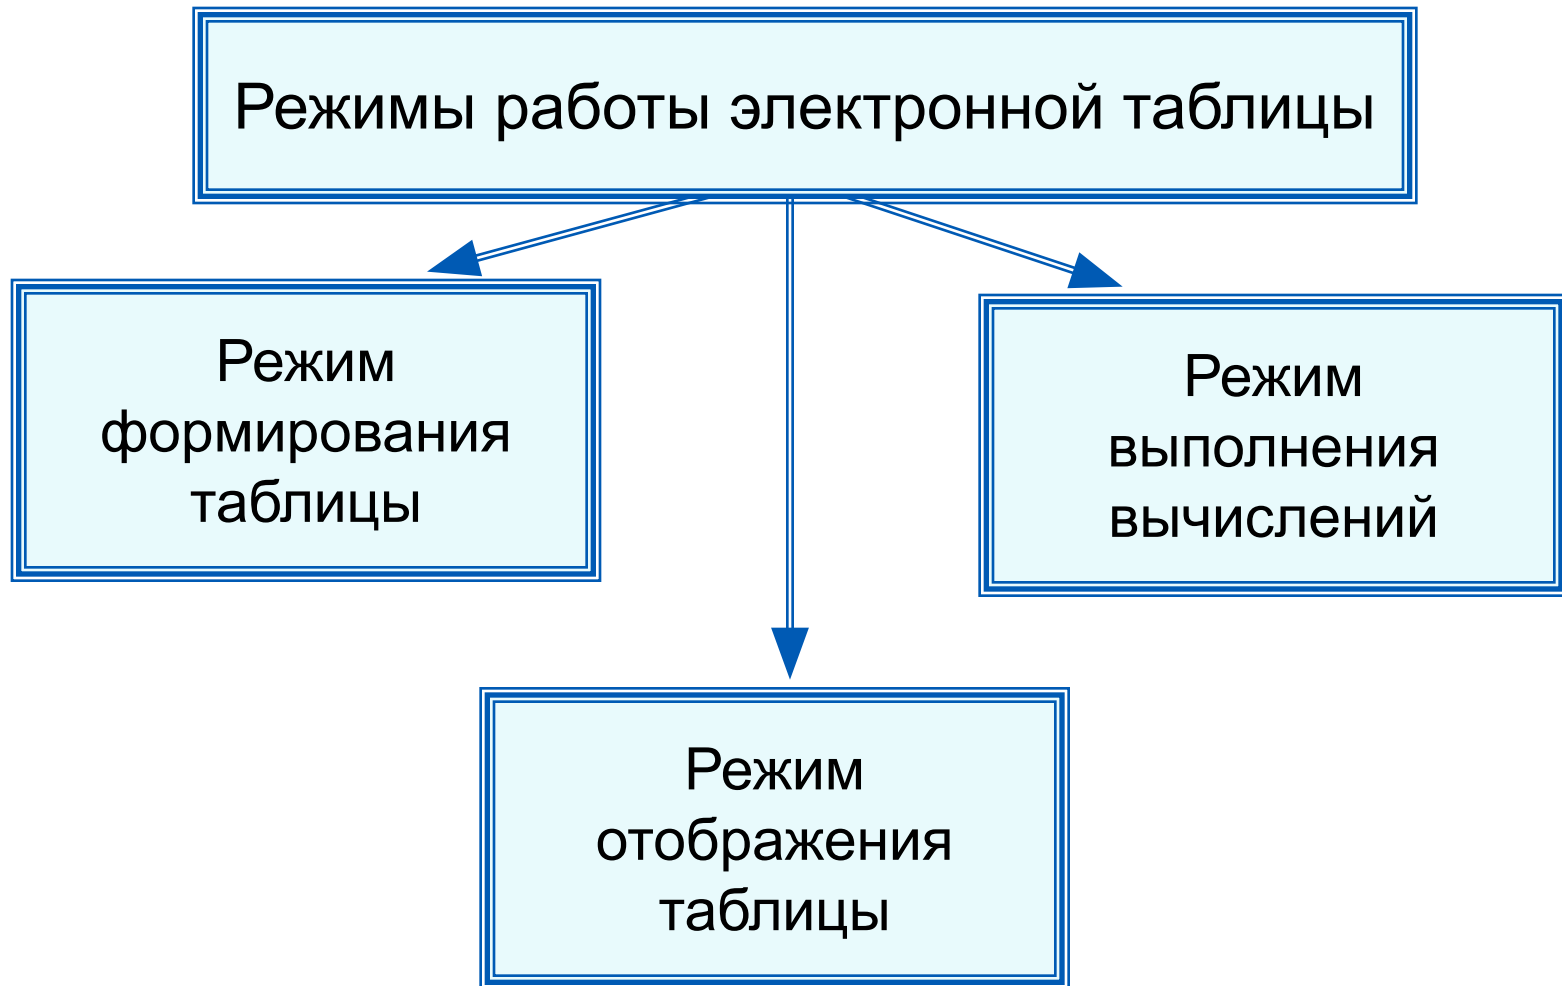 Режимы работы электронной таблицы
Режим
формирования
таблицы
Режим
выполнения
вычислений
Режим
отображения
таблицы